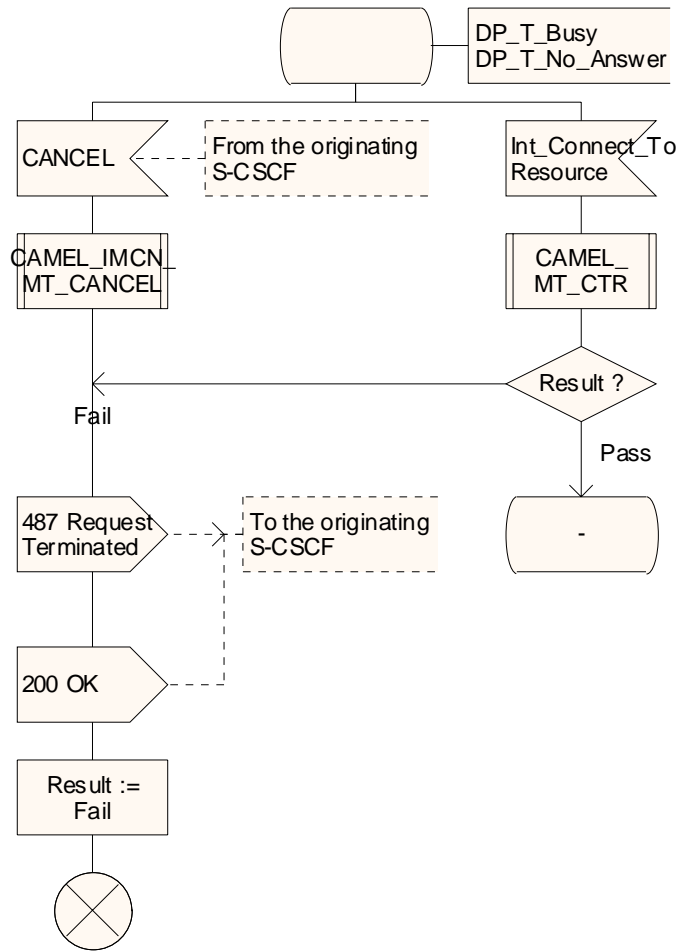 DP_T_Busy
DP_T_No_Answer
CANCEL
From the originating
S-CSCF
Int_Connect_To
Resource
CAMEL_IMCN_
MT_CANCEL
CAMEL_
MT_CTR
Result ?
Fail
Pass
487 Request
Terminated
To the originating
S-CSCF
-
200 OK
Result :=
Fail